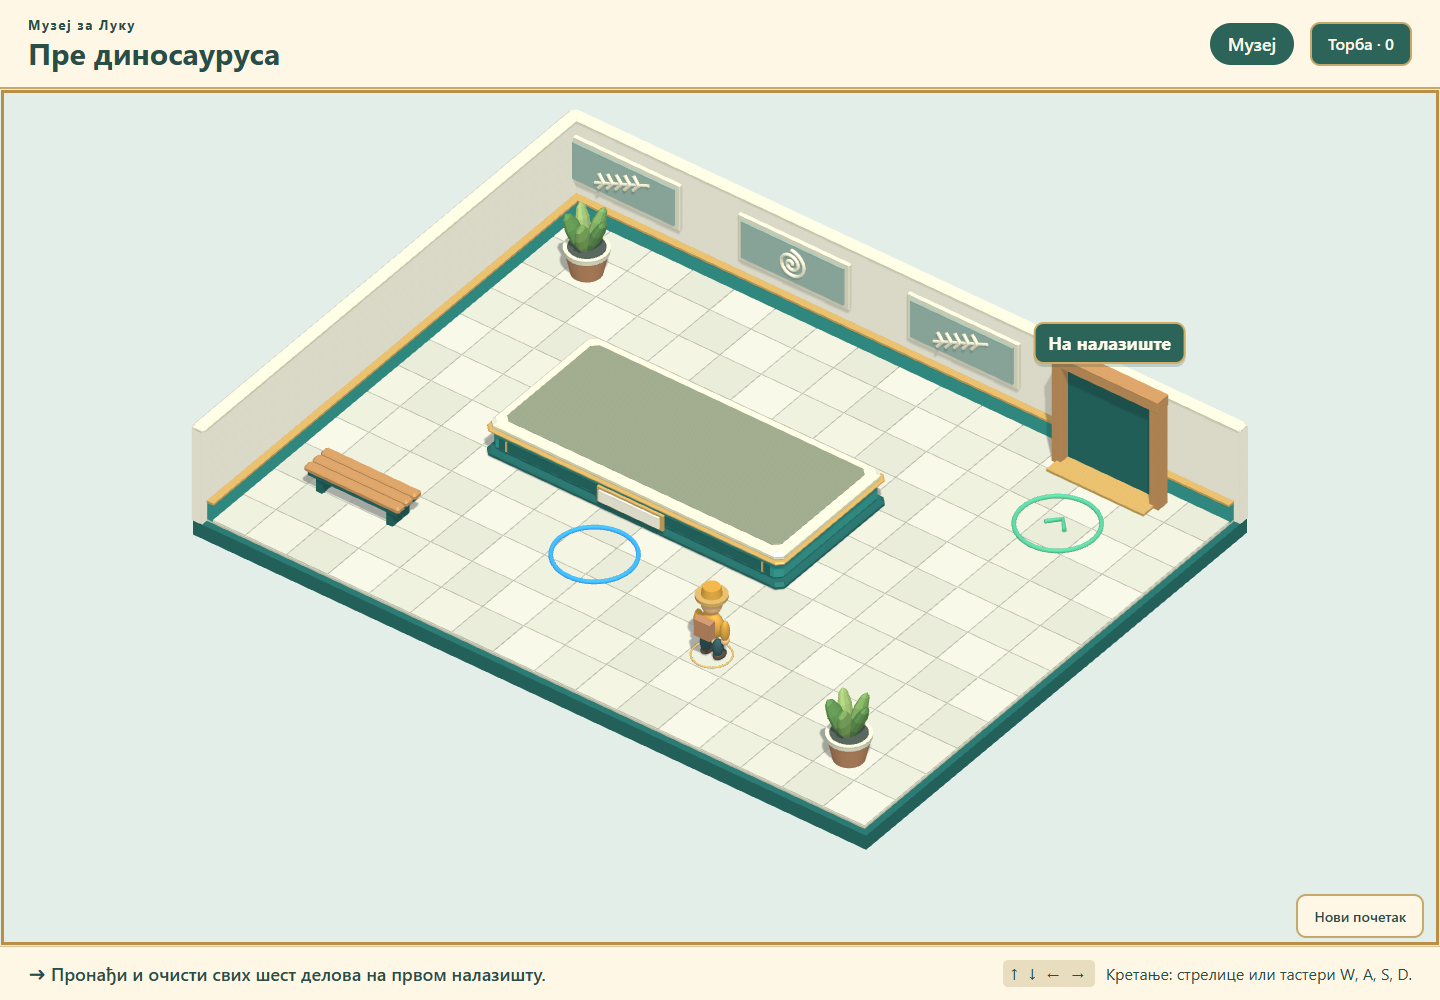 Музеј за Луку
Пре диносауруса
Музеј
Торба · 0
На налазиште
Нови почетак
→ Пронађи и очисти свих шест делова на првом налазишту.
↑ ↓ ← → Кретање: стрелице или тастери W, A, S, D.